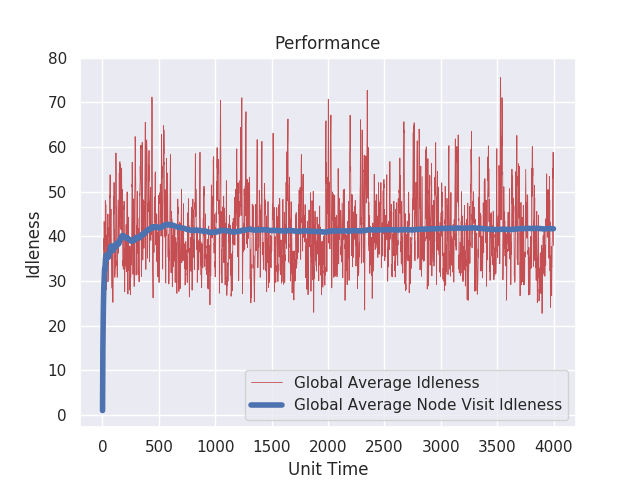 Performance
80
70
60
50
40
30
20
10
0
Idleness
Global Average Idleness
Global Average Node Visit Idleness
0 500 1000 1500 2000 2500 3000 3500 4000
Unit Time